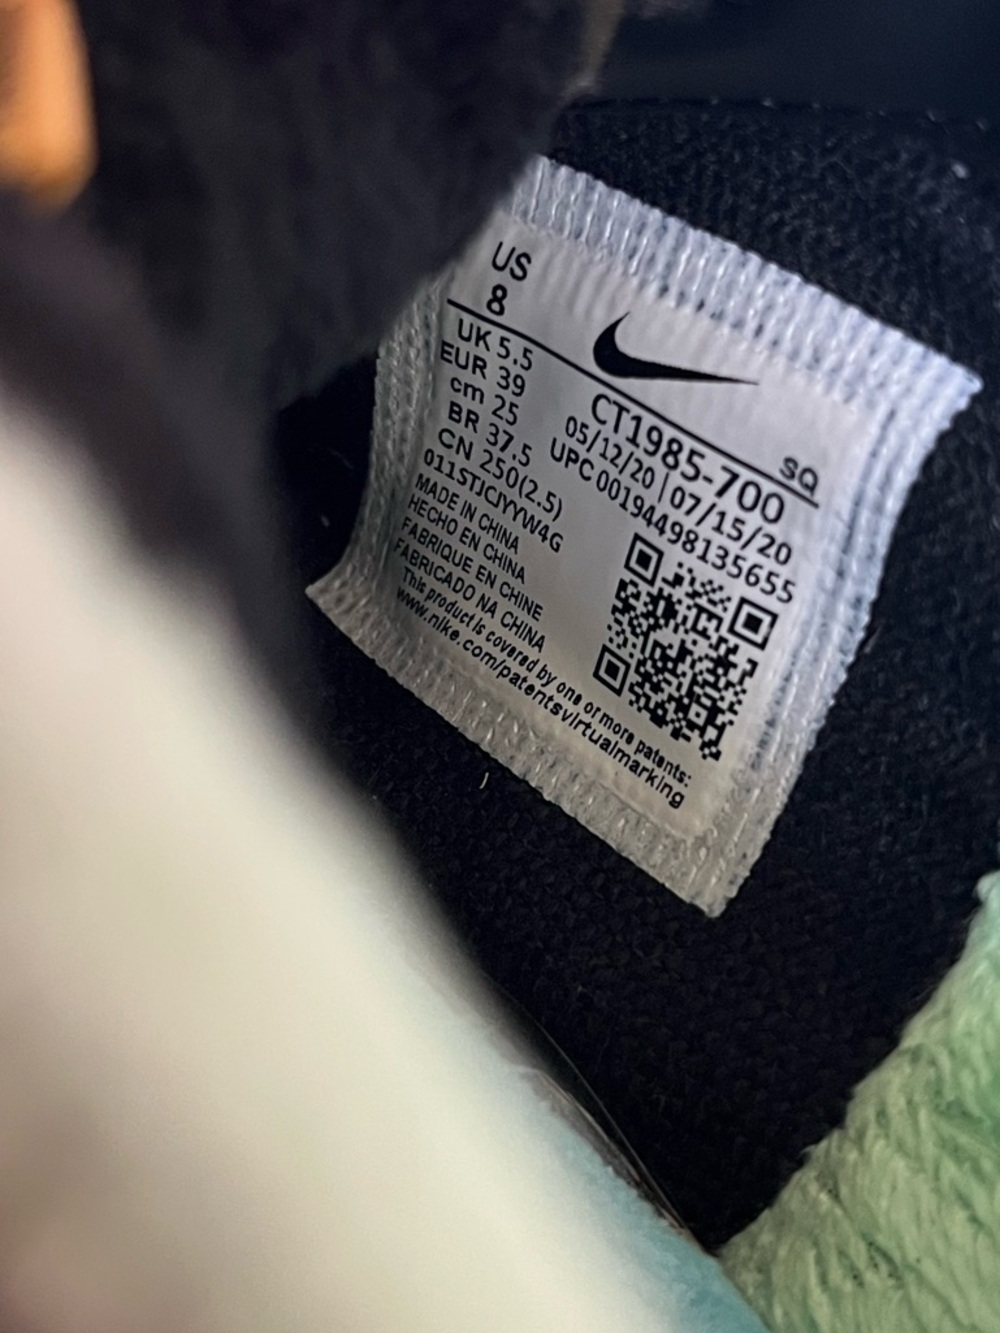 US
8
UK 5.5
EUR 39
cm 25
BR 37.5
CN 250(2.5)
011STJCJYYW4G
MADE IN CHINA
HECHO EN CHINA
FABRIQUE EN CHINE
FABRICADO NA CHINA
This product is covered by one or more patents:
www.nike.com/patentsvirtualmarking
SQ
CT1985-700
05/12/20 | 07/15/20
UPC 00194498135655